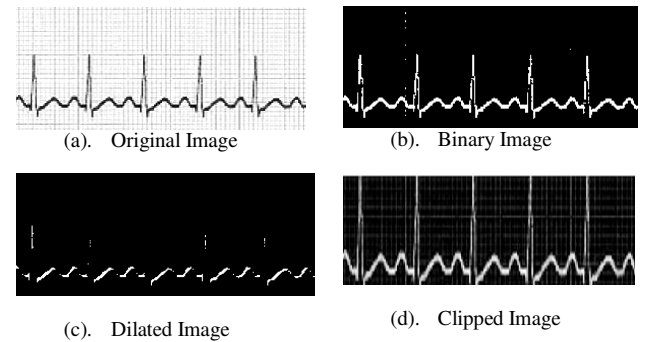 (a). Original Image
(b). Binary Image
(c). Dilated Image
(d). Clipped Image